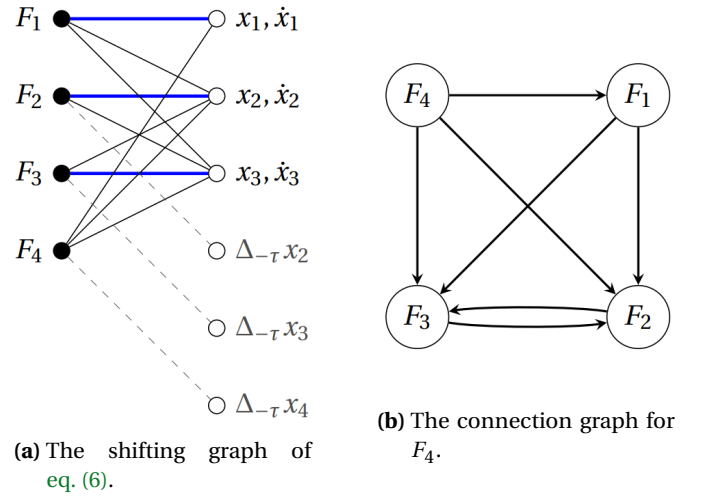 F₁ x₁, ẋ₁
F₂ x₂, ẋ₂
F₃ x₃, ẋ₃
F₄
Δ₋τ x₂
Δ₋τ x₃
Δ₋τ x₄
(a) The shifting graph of
eq. (6).
F₄ F₁
F₃ F₂
(b) The connection graph for
F₄.